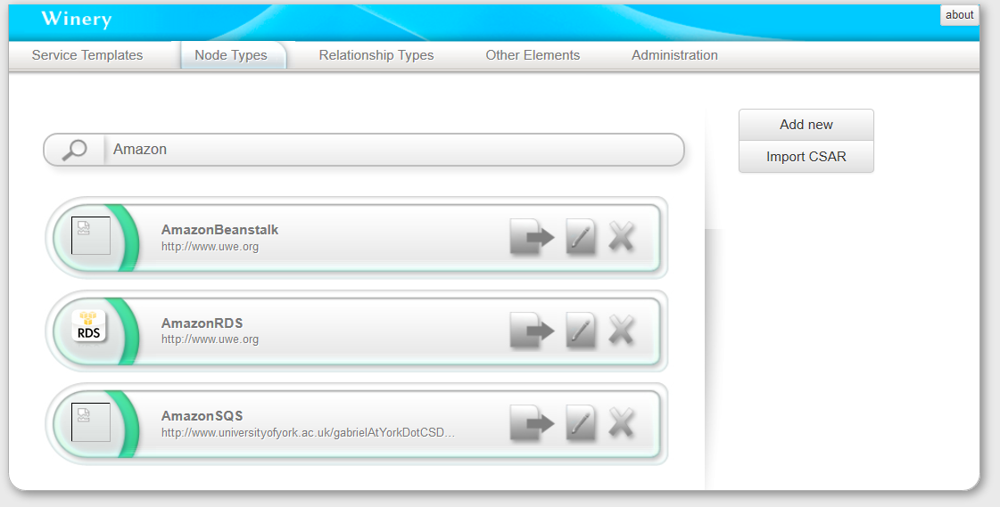 Winery
about
Service Templates Node Types Relationship Types Other Elements Administration
Amazon
Add new
Import CSAR
AmazonBeanstalk
http://www.uwe.org
RDS
AmazonRDS
http://www.uwe.org
AmazonSQS
http://www.universityofyork.ac.uk/gabrielAtYorkDotCSD...